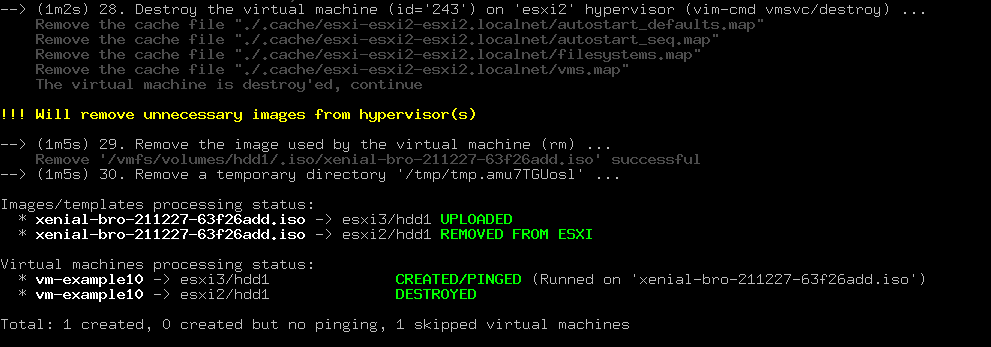 --> (1m2s) 28. Destroy the virtual machine (id='243') on 'esxi2' hypervisor (vim-cmd vmsvc/destroy) ...
Remove the cache file "./.cache/esxi-esxi2-esxi2.localnet/autostart_defaults.map"
Remove the cache file "./.cache/esxi-esxi2-esxi2.localnet/autostart_seq.map"
Remove the cache file "./.cache/esxi-esxi2-esxi2.localnet/filesystems.map"
Remove the cache file "./.cache/esxi-esxi2-esxi2.localnet/vms.map"
The virtual machine is destroy'ed, continue
!!! Will remove unnecessary images from hypervisor(s)
--> (1m5s) 29. Remove the image used by the virtual machine (rm) ...
Remove '/vmfs/volumes/hdd1/.iso/xenial-bro-211227-63f26add.iso' successful
--> (1m5s) 30. Remove a temporary directory '/tmp/tmp.amu7TGUosl' ...
Images/templates processing status:
* xenial-bro-211227-63f26add.iso -> esxi3/hdd1 UPLOADED
* xenial-bro-211227-63f26add.iso -> esxi2/hdd1 REMOVED FROM ESXI
Virtual machines processing status:
* vm-example10 -> esxi3/hdd1 CREATED/PINGED (Runned on 'xenial-bro-211227-63f26add.iso')
* vm-example10 -> esxi2/hdd1 DESTROYED
Total: 1 created, 0 created but no pinging, 1 skipped virtual machines